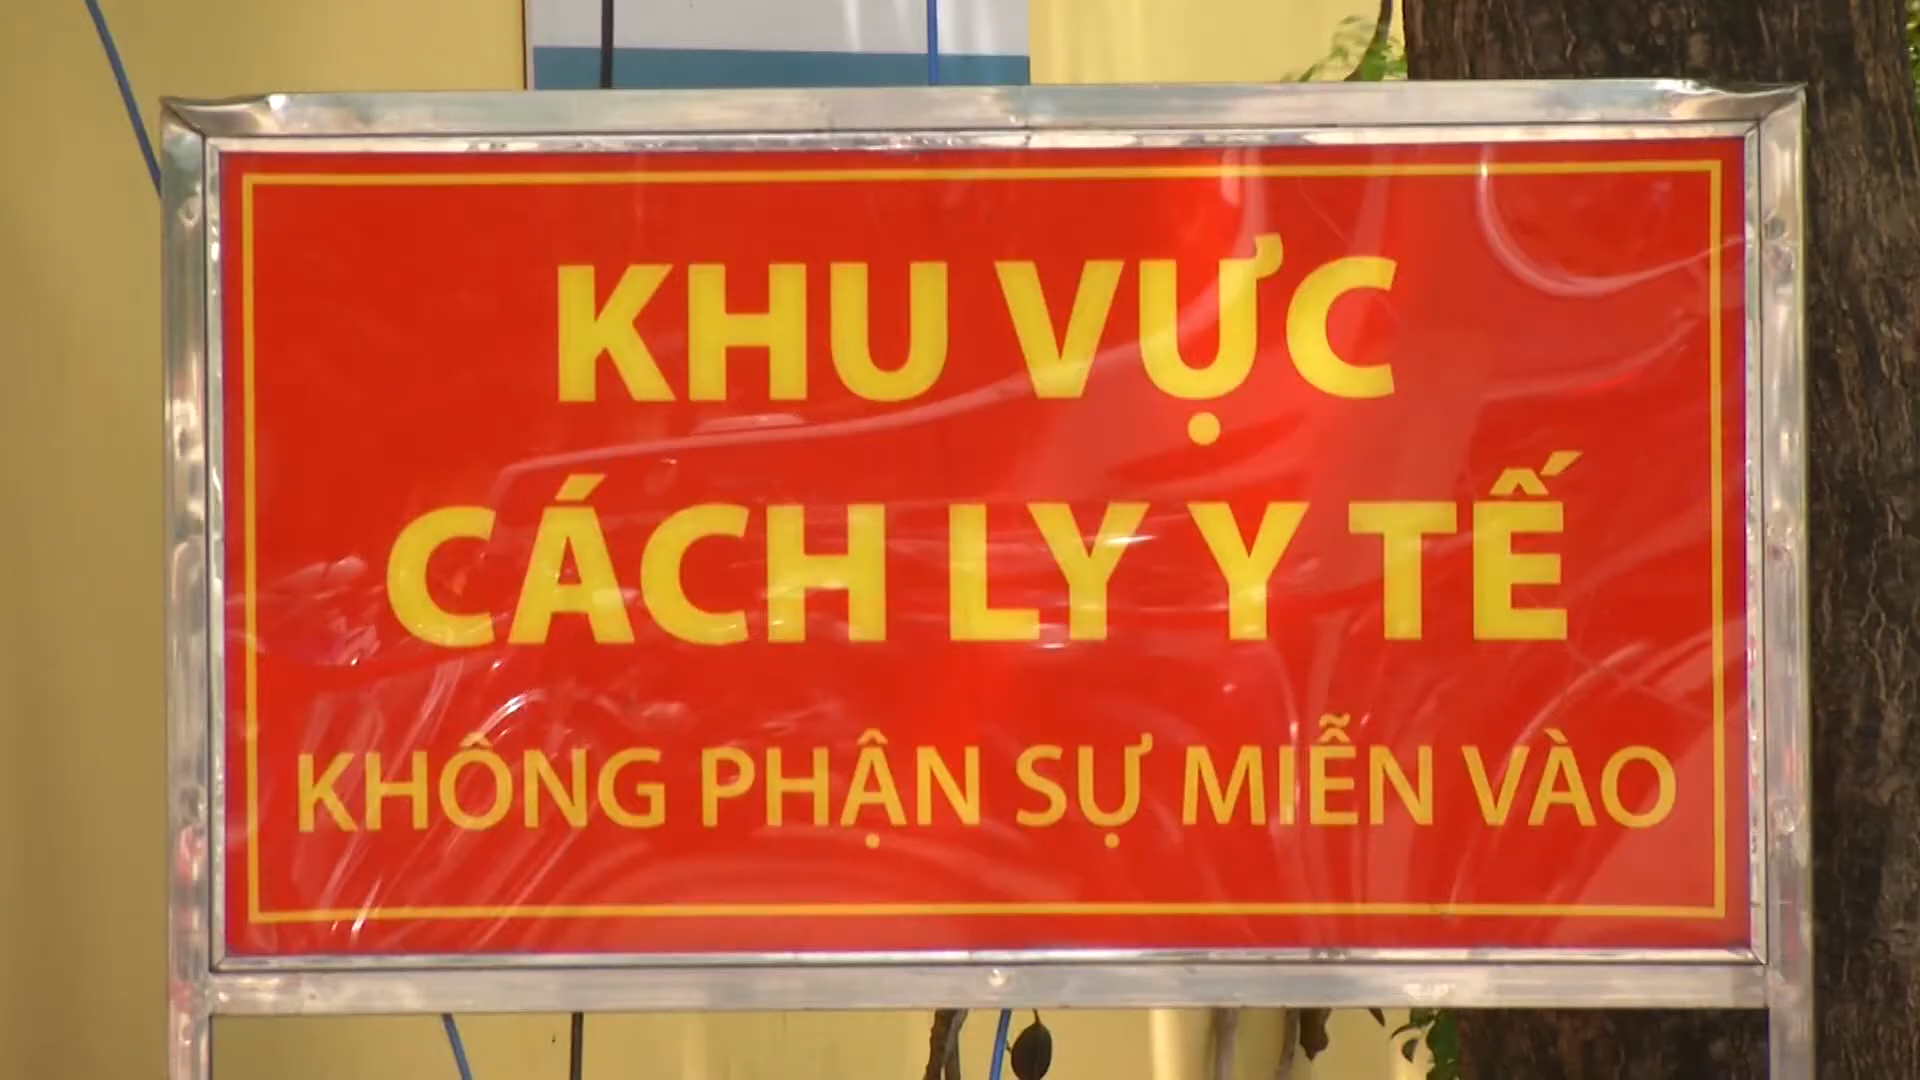 KHU VỰC
CÁCH LY Y TẾ
KHÔNG PHẬN SỰ MIỄN VÀO